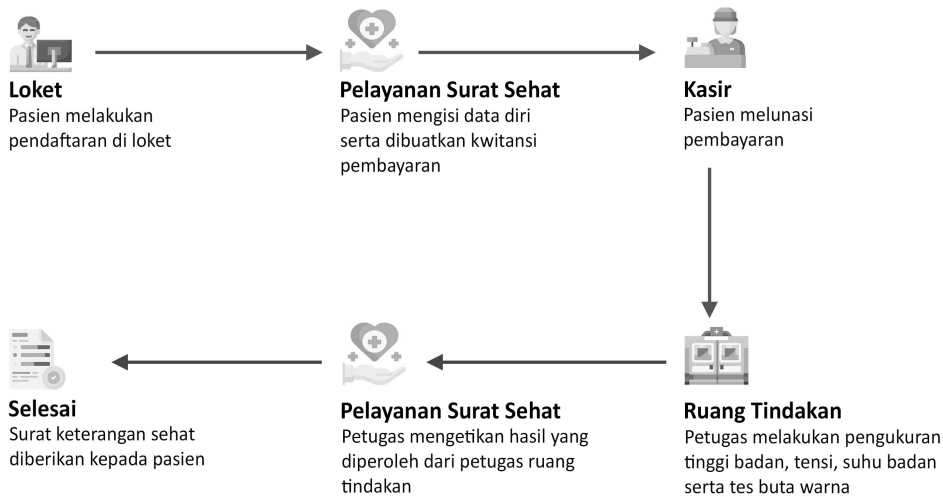 Loket
Pasien melakukan
pendaftaran di loket
Pelayanan Surat Sehat
Pasien mengisi data diri
serta dibuatkan kwitansi
pembayaran
Kasir
Pasien melunasi
pembayaran
Ruang Tindakan
Petugas melakukan pengukuran
tinggi badan, tensi, suhu badan
serta tes buta warna
Pelayanan Surat Sehat
Petugas mengetikan hasil yang
diperoleh dari petugas ruang
tindakan
Selesai
Surat keterangan sehat
diberikan kepada pasien